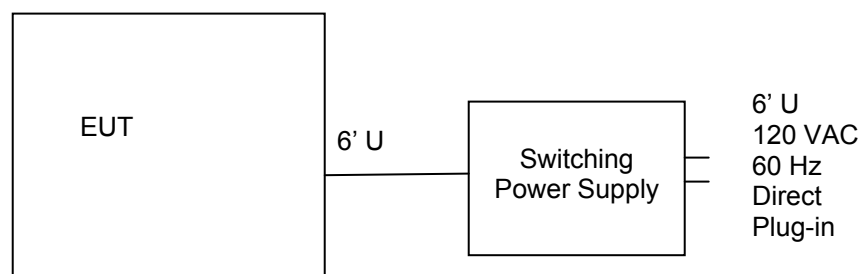 EUT
6’ U
Switching
Power Supply
6’ U
120 VAC
60 Hz
Direct
Plug-in